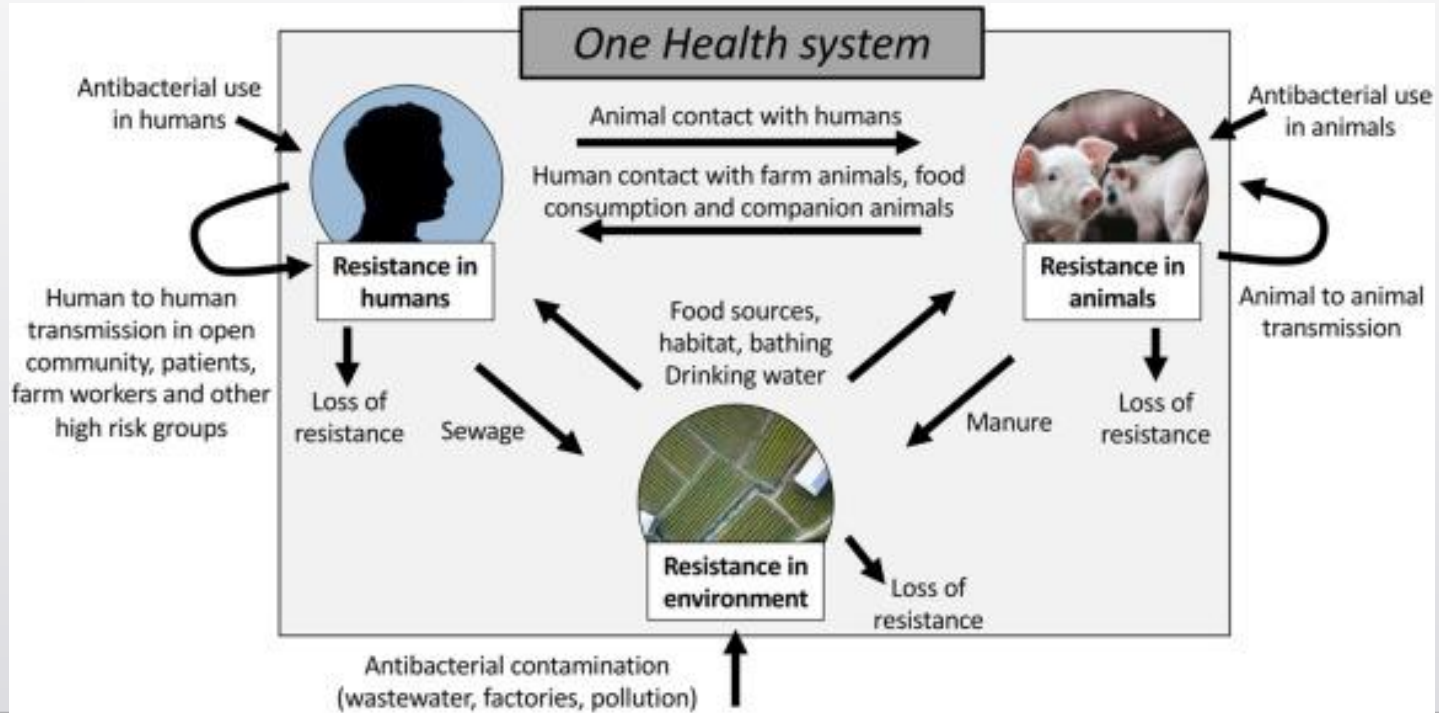 One Health system
Antibacterial use
in humans
Animal contact with humans
Human contact with farm animals, food
consumption and companion animals
Antibacterial use
in animals
Resistance in
humans
Resistance in
animals
Human to human
transmission in open
community, patients,
farm workers and other
high risk groups
Food sources,
habitat, bathing
Drinking water
Animal to animal
transmission
Loss of
resistance
Sewage
Manure
Loss of
resistance
Resistance in
environment
Loss of
resistance
Antibacterial contamination
(wastewater, factories, pollution)